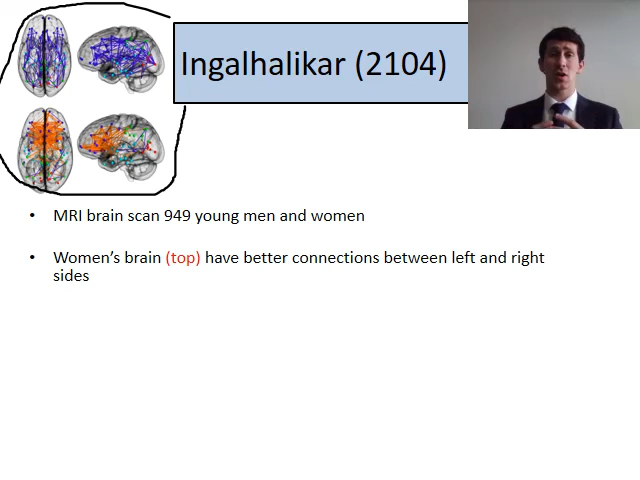 Ingalhalikar (2104)
• MRI brain scan 949 young men and women
• Women's brain (top) have better connections between left and right
sides